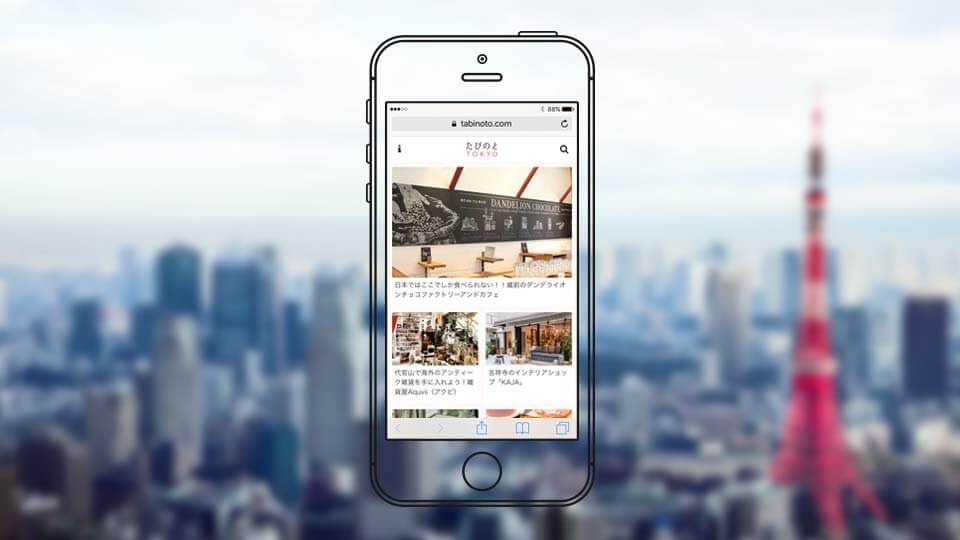 88%
tabinoto.com
i
たびのと
TOKYO
DANDELION CHOCOLATE
日本ではここでしか食べられない！！蔵前のダンデライオ
ンチョコファクトリーアンドカフェ
代官山で海外のアンティー
ク雑貨を手に入れよう！雑
貨屋Aquvii（アクビ）
吉祥寺のインテリアショッ
プ「KAJA」